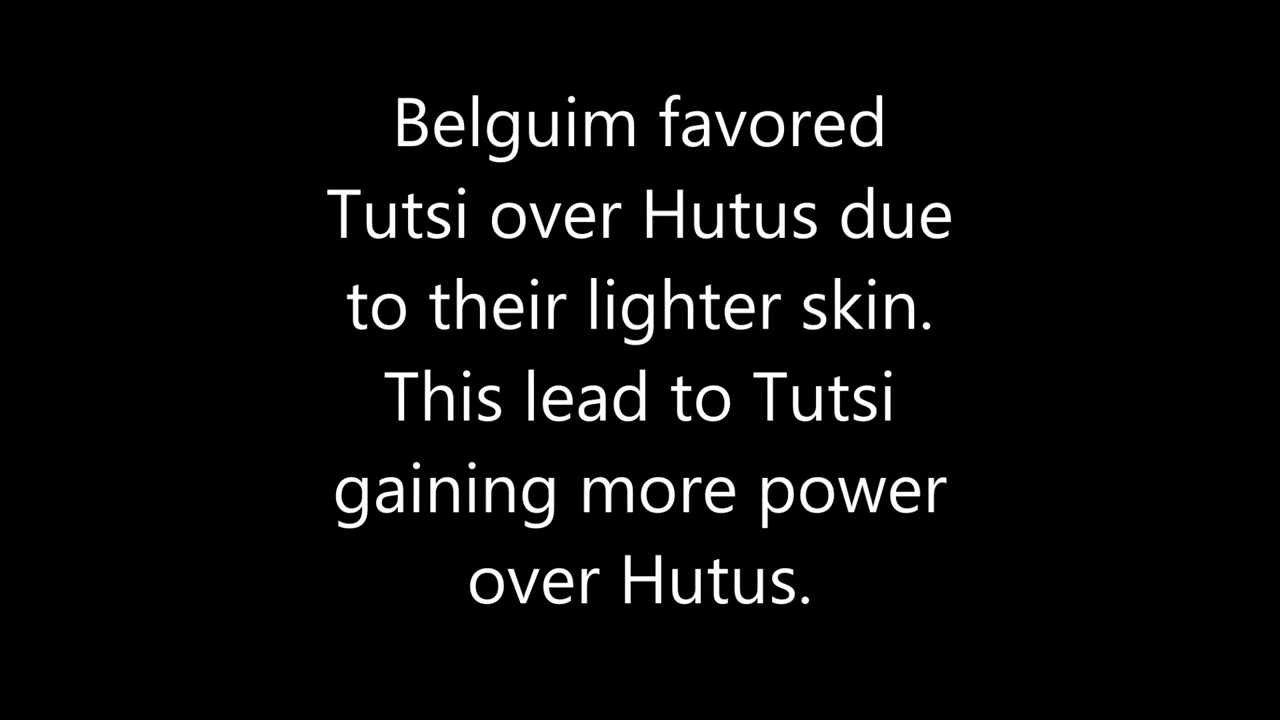 Belguim favored
Tutsi over Hutus due
to their lighter skin.
This lead to Tutsi
gaining more power
over Hutus.